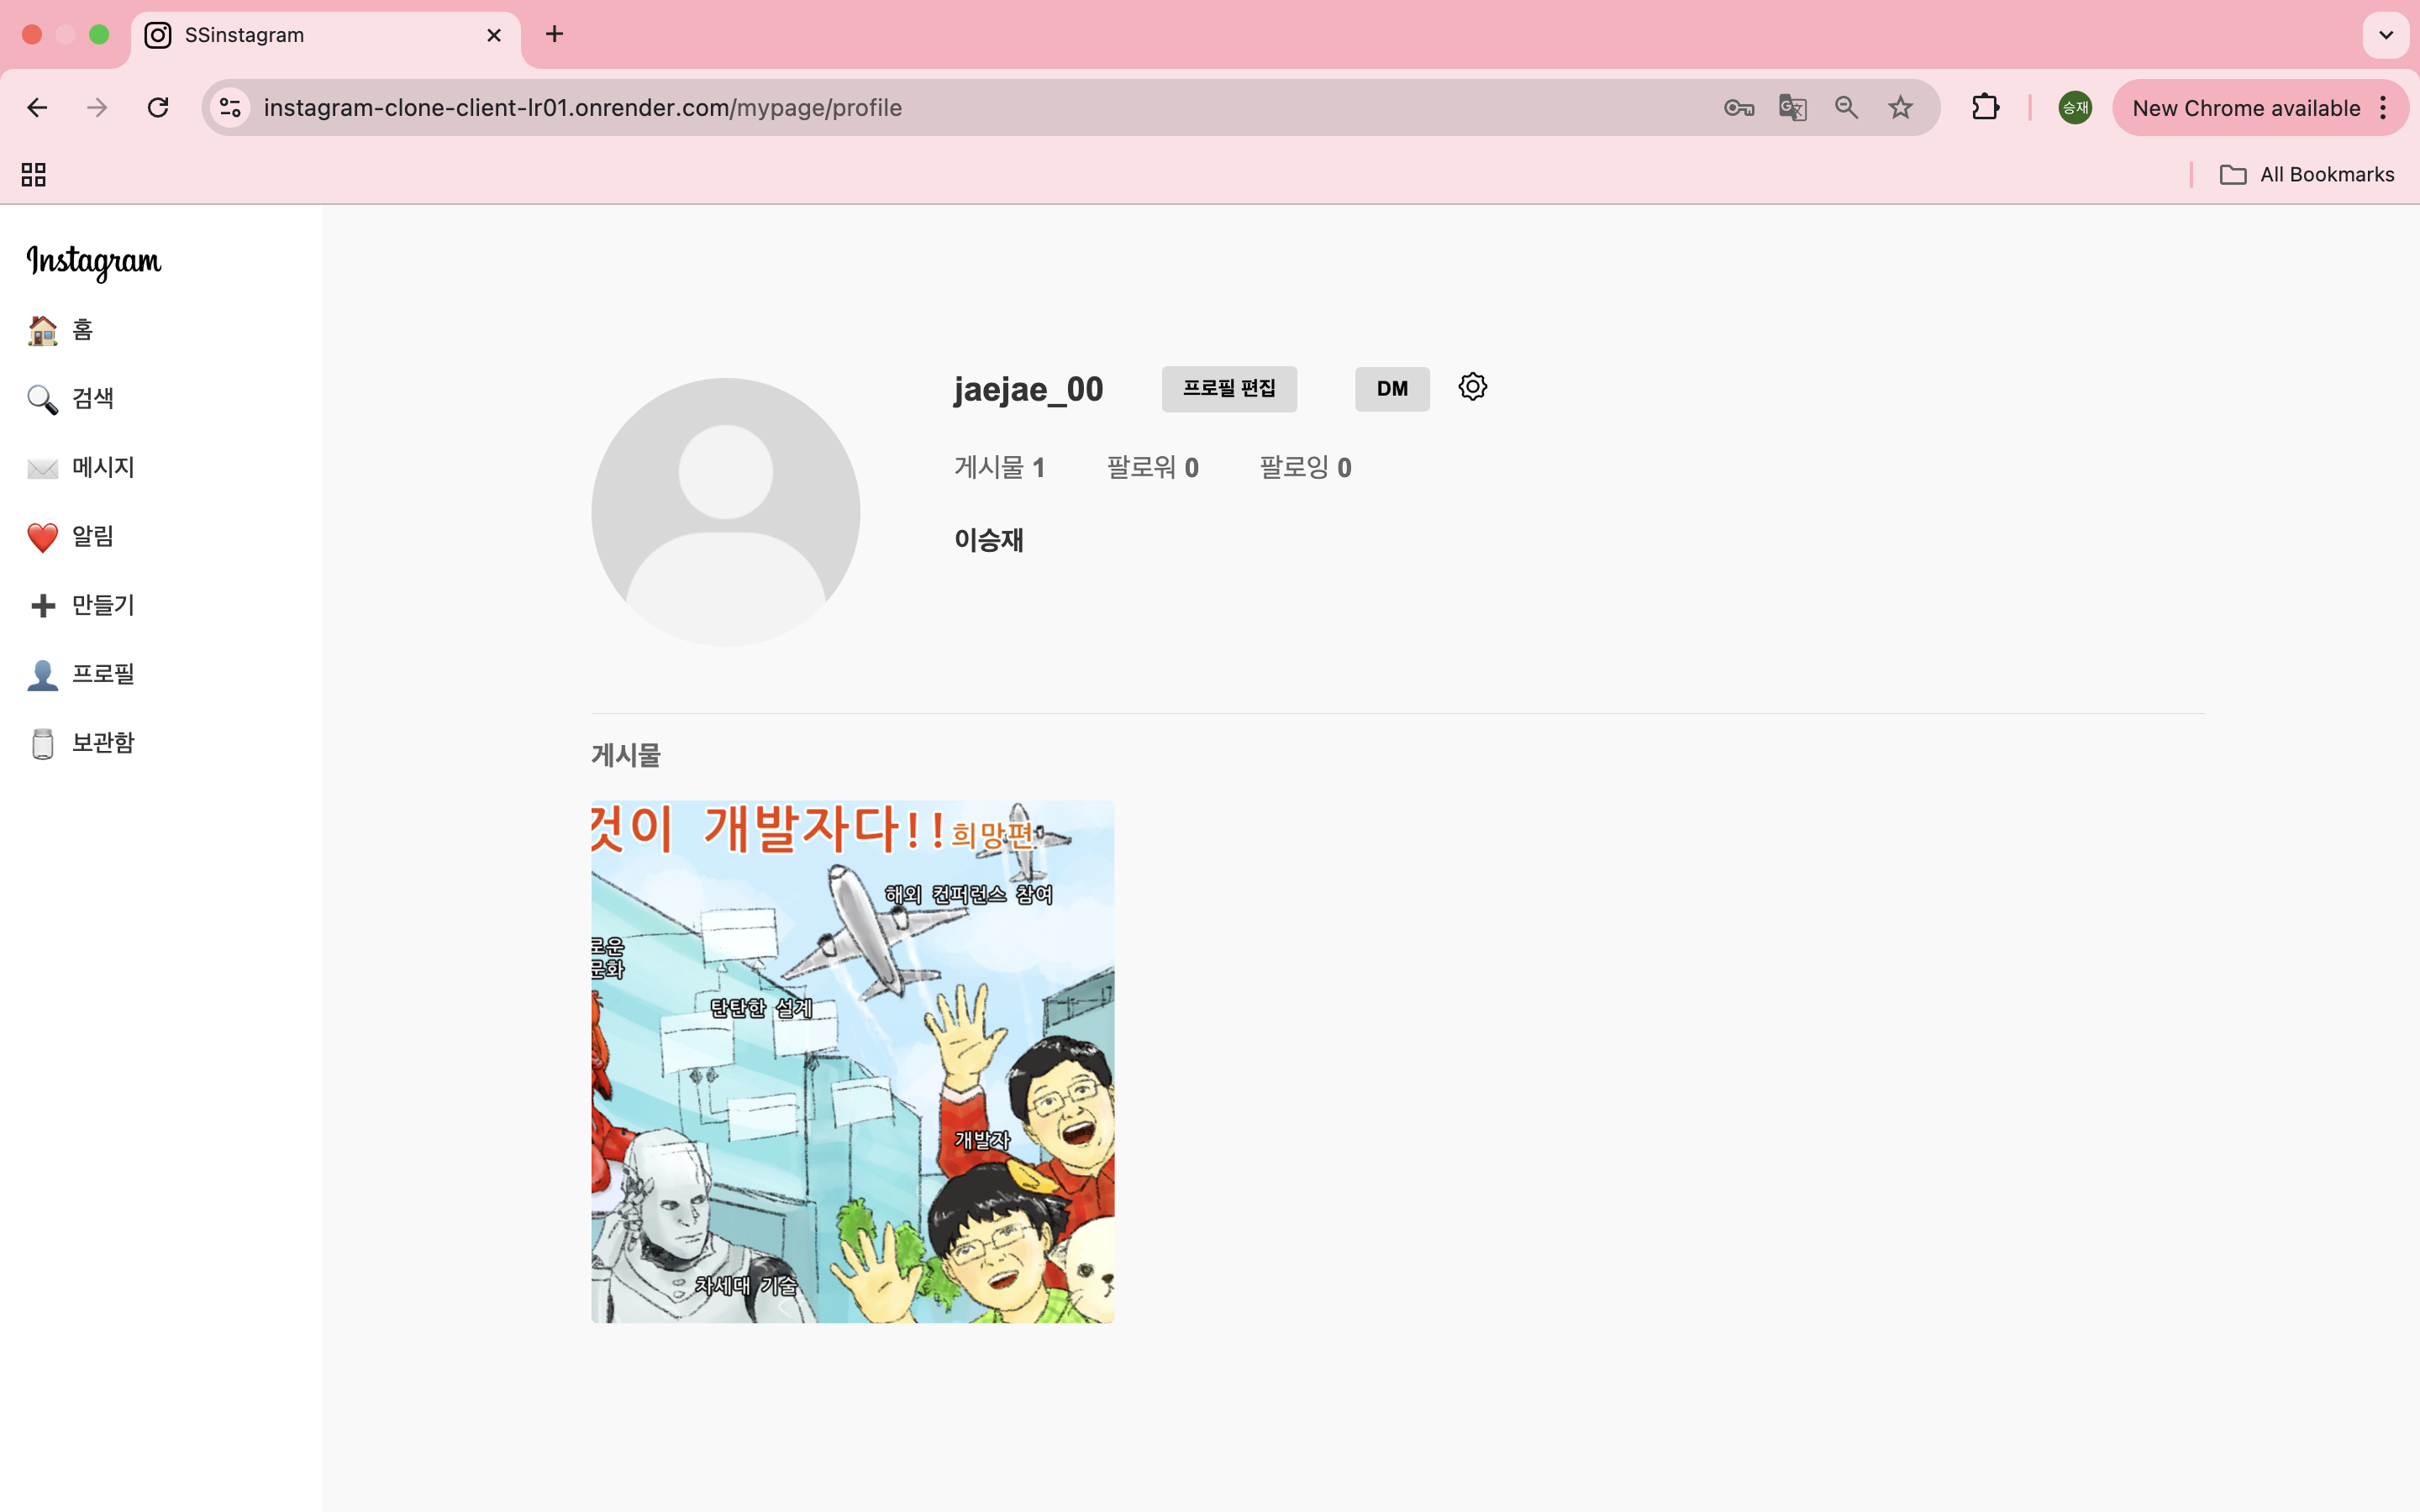 SSinstagram
instagram-clone-client-lr01.onrender.com/mypage/profile
승재
New Chrome available
All Bookmarks
Instagram
홈
검색
메시지
알림
만들기
프로필
보관함
jaejae_00 프로필 편집 DM
게시물 1 팔로워 0 팔로잉 0
이승재
게시물
것이 개발자다!! 희망편
해외 컨퍼런스 참여
로운
문화
탄탄한 설계
개발자
차세대 기술